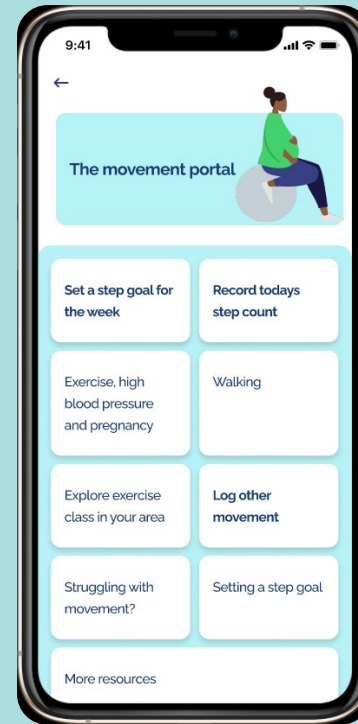 9:41
The movement portal
Set a step goal for
the week
Record todays
step count
Exercise, high
blood pressure
and pregnancy
Walking
Explore exercise
class in your area
Log other
movement
Struggling with
movement?
Setting a step goal
More resources